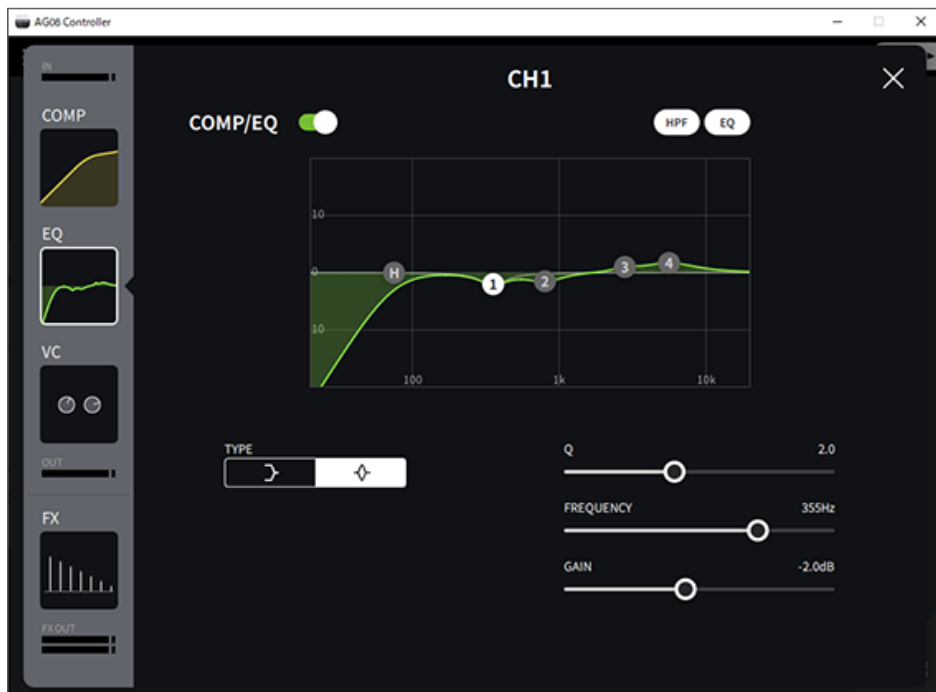 AG08 Controller
IN
COMP
EQ
VC
OUT
FX
FX OUT
CH1
COMP/EQ
HPF EQ
10
0
10
100 1k 10k
H 1 2 3 4
TYPE
Q 2.0
FREQUENCY 355Hz
GAIN -2.0dB